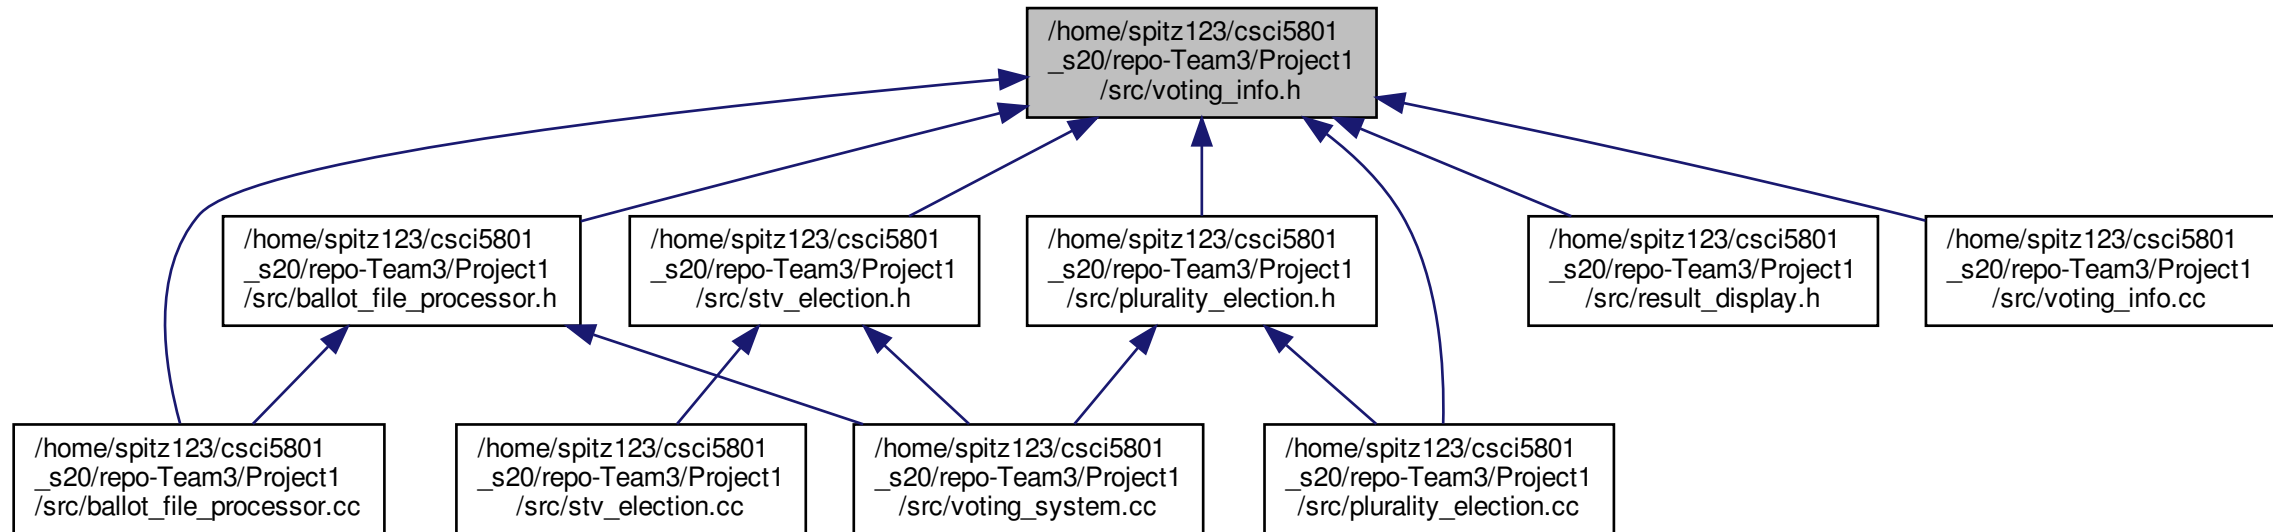 /home/spitz123/csci5801
_s20/repo-Team3/Project1
/src/voting_info.h
/home/spitz123/csci5801
_s20/repo-Team3/Project1
/src/ballot_file_processor.h
/home/spitz123/csci5801
_s20/repo-Team3/Project1
/src/stv_election.h
/home/spitz123/csci5801
_s20/repo-Team3/Project1
/src/plurality_election.h
/home/spitz123/csci5801
_s20/repo-Team3/Project1
/src/result_display.h
/home/spitz123/csci5801
_s20/repo-Team3/Project1
/src/voting_info.cc
/home/spitz123/csci5801
_s20/repo-Team3/Project1
/src/ballot_file_processor.cc
/home/spitz123/csci5801
_s20/repo-Team3/Project1
/src/stv_election.cc
/home/spitz123/csci5801
_s20/repo-Team3/Project1
/src/voting_system.cc
/home/spitz123/csci5801
_s20/repo-Team3/Project1
/src/plurality_election.cc